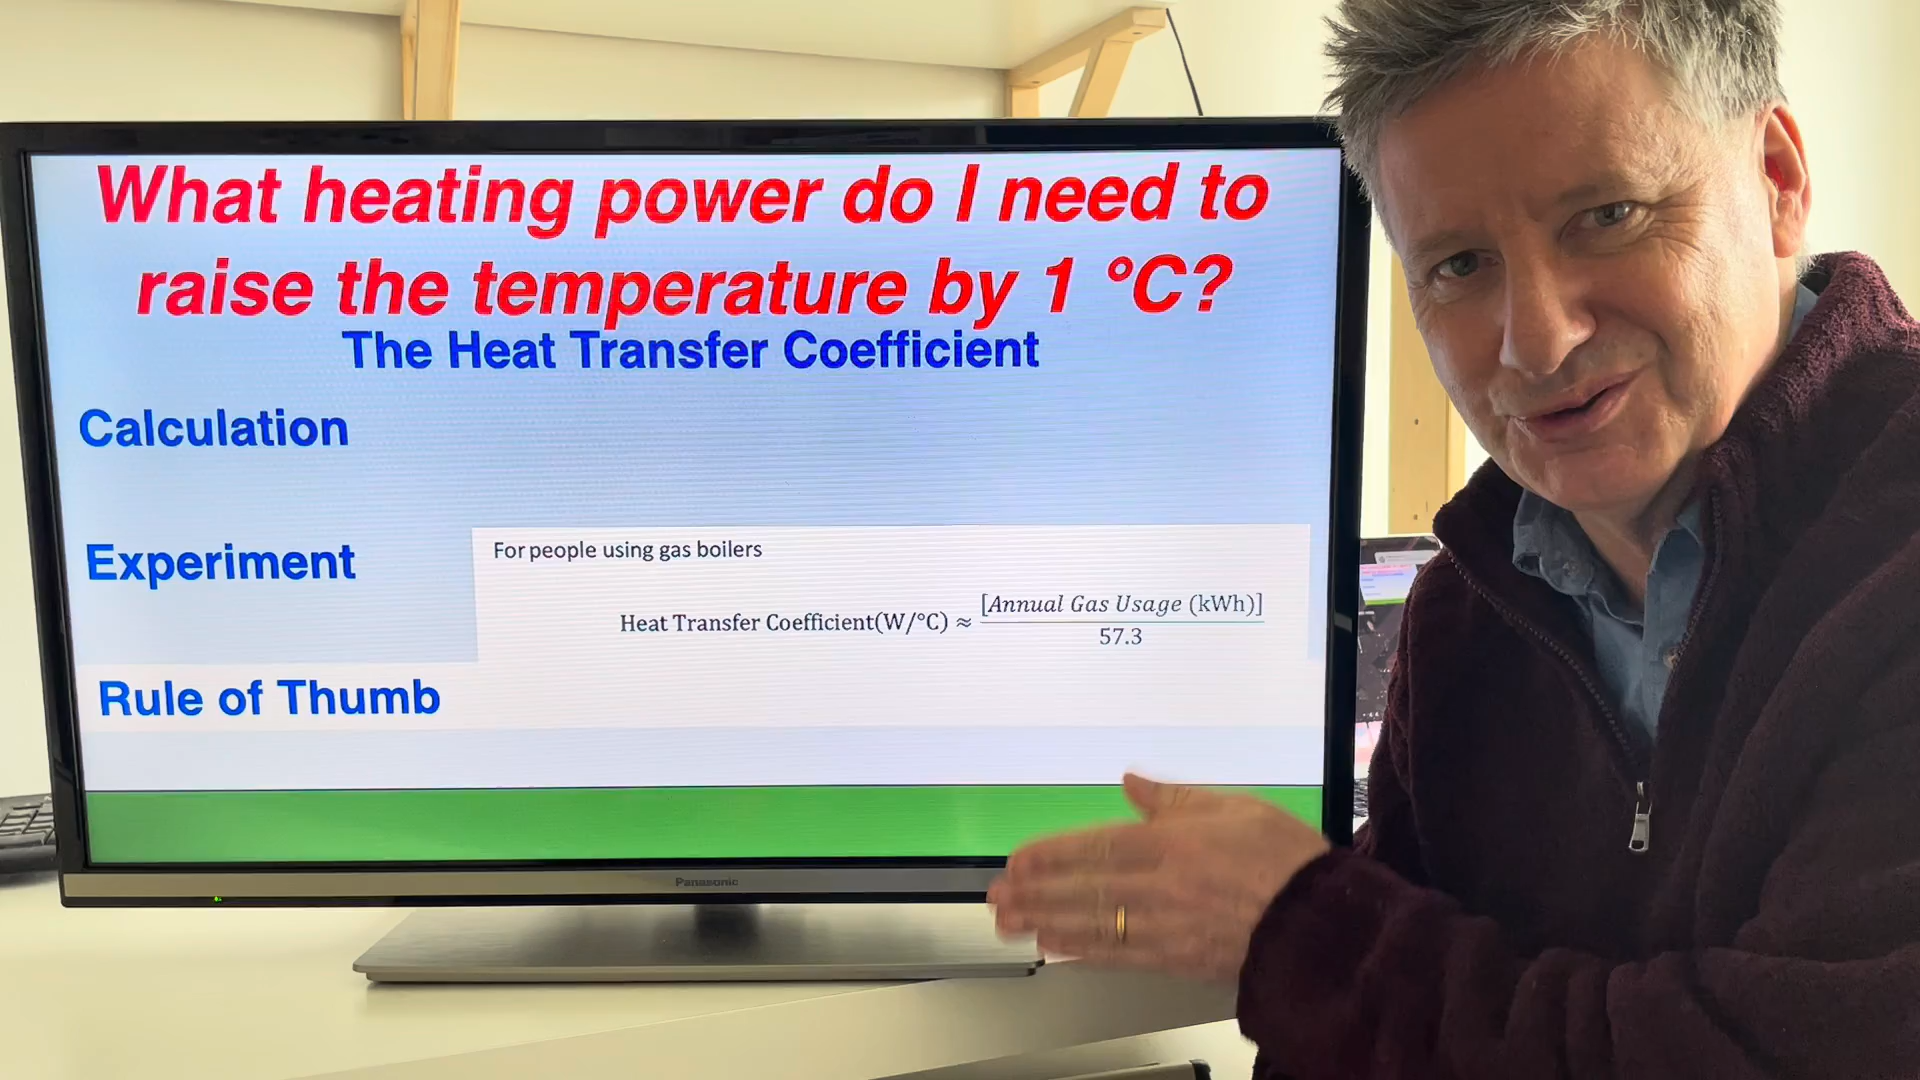 What heating power do I need to
raise the temperature by 1 °C?
The Heat Transfer Coefficient
Calculation
Experiment
For people using gas boilers
Heat Transfer Coefficient(W/°C) ≈ [Annual Gas Usage (kWh)]
57.3
Rule of Thumb
Panasonic